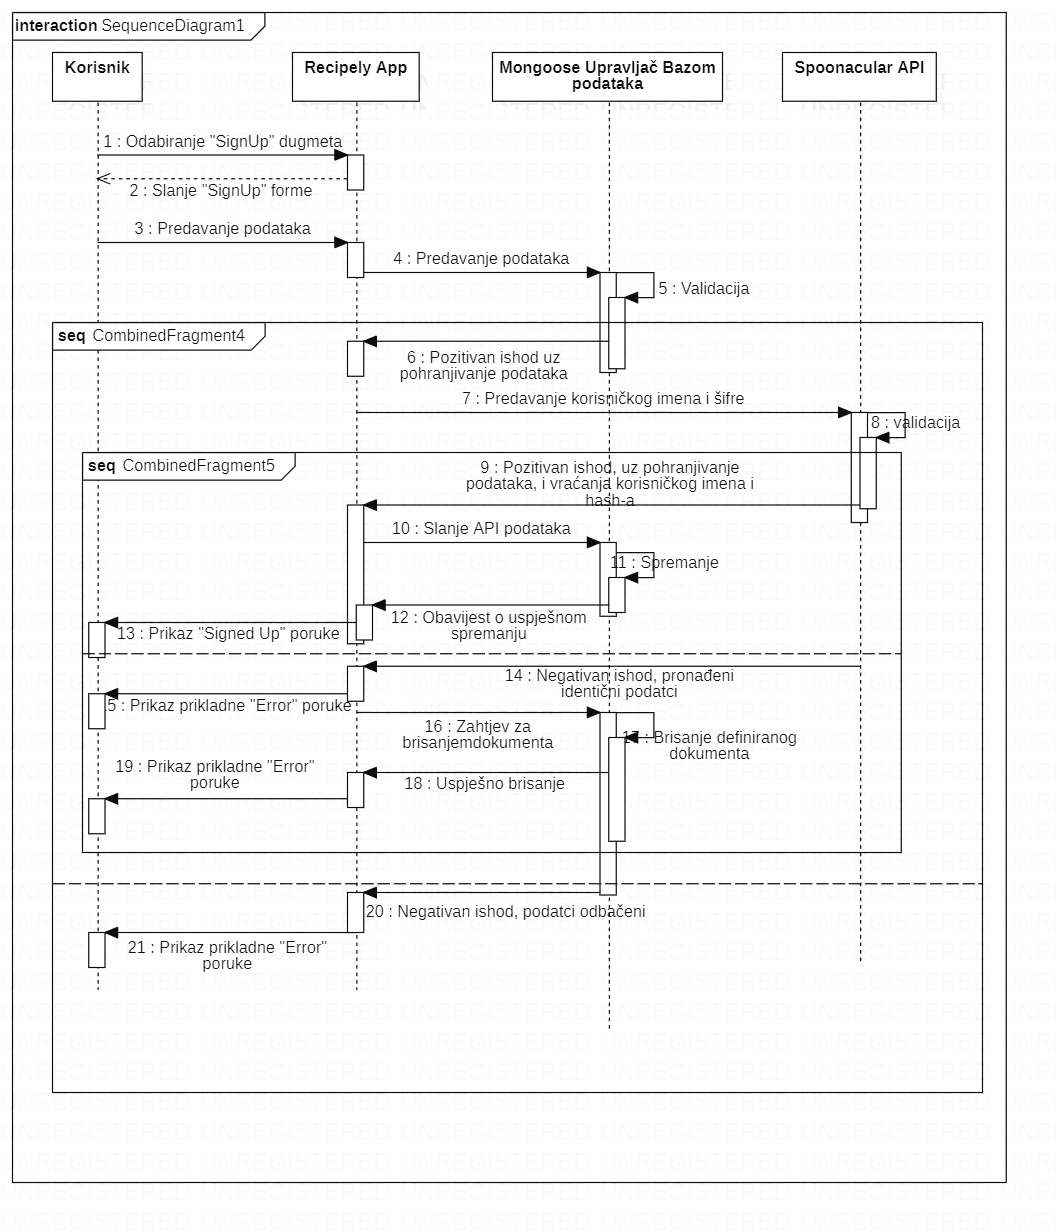 interaction SequenceDiagram1
Korisnik
Recipely App
Mongoose Upravljač Bazom
podataka
Spoonacular API
1 : Odabiranje "SignUp" dugmeta
2 : Slanje "SignUp" forme
3 : Predavanje podataka
4 : Predavanje podataka
5 : Validacija
seq CombinedFragment4
6 : Pozitivan ishod uz
pohranjivanje podataka
7 : Predavanje korisničkog imena i šifre
8 : validacija
seq CombinedFragment5
9 : Pozitivan ishod, uz pohranjivanje
podataka, i vraćanja korisničkog imena i
hash-a
10 : Slanje API podataka
11 : Spremanje
12 : Obavijest o uspješnom
spremanju
13 : Prikaz "Signed Up" poruke
14 : Negativan ishod, pronađeni
identični podatci
5 : Prikaz prikladne "Error" poruke
16 : Zahtjev za
brisanjemdokumenta
17 : Brisanje definiranog
dokumenta
18 : Uspješno brisanje
19 : Prikaz prikladne "Error"
poruke
20 : Negativan ishod, podatci odbačeni
21 : Prikaz prikladne "Error"
poruke